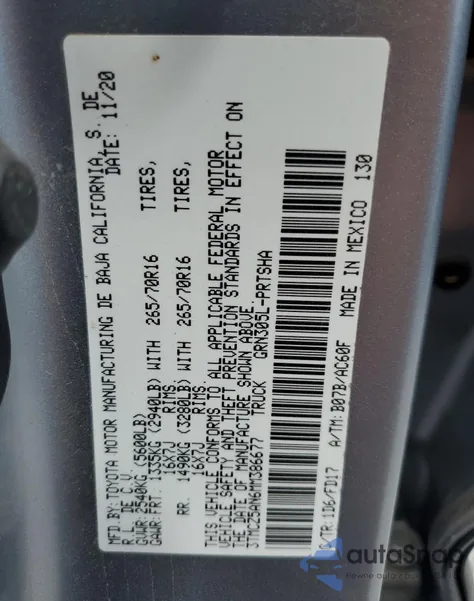 MFD.BY:TOYOTA MOTOR MANUFACTURING DE BAJA CALIFORNIA, S. DE
R. L. DE C. V. DATE: 11/20
GVWR: 2540KG (5600LB)
GAWR: FRT. 1335KG (2940LB) WITH 265/70R16 TIRES,
16X7J RIMS.
RR. 1490KG (3280LB) WITH 265/70R16 TIRES,
16X7J RIMS.
THIS VEHICLE CONFORMS TO ALL APPLICABLE FEDERAL MOTOR
VEHICLE SAFETY AND THEFT PREVENTION STANDARDS IN EFFECT ON
THE DATE OF MANUFACTURE SHOWN ABOVE.
3TMCZ5AN6MM386677 TRUCK GRN305L-PRTSHA
C/TR:1D6/FD17 A/TM:B07B/AC60F MADE IN MEXICO 130
autoSnap